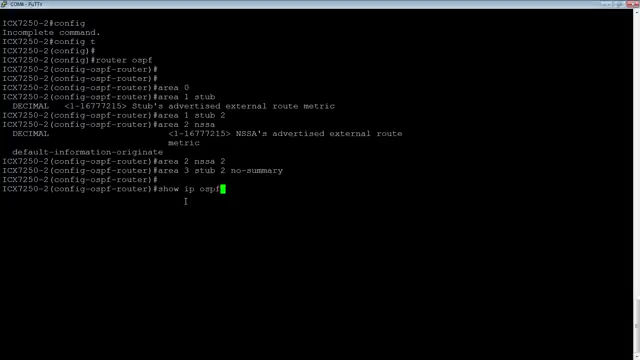 COM4 - PuTTY
ICX7250-2#config
Incomplete command.
ICX7250-2#config t
ICX7250-2(config)#
ICX7250-2(config)#router ospf
ICX7250-2(config-ospf-router)#
ICX7250-2(config-ospf-router)#
ICX7250-2(config-ospf-router)#area 0
ICX7250-2(config-ospf-router)#area 1 stub
DECIMAL <1-16777215> Stub's advertised external route metric
ICX7250-2(config-ospf-router)#area 1 stub 2
ICX7250-2(config-ospf-router)#area 2 nssa
DECIMAL <1-16777215> NSSA's advertised external route
metric
default-information-originate
ICX7250-2(config-ospf-router)#area 2 nssa 2
ICX7250-2(config-ospf-router)#area 3 stub 2 no-summary
ICX7250-2(config-ospf-router)#
ICX7250-2(config-ospf-router)#show ip ospf